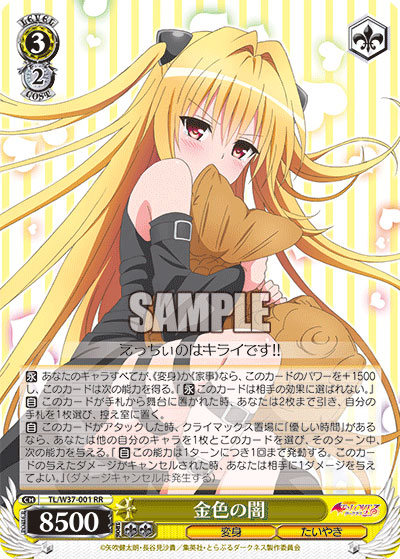 LEVEL
3
2
COST
SAMPLE
えっちぃのはキライです!!
永 あなたのキャラすべてが、《変身》か《家事》なら、このカードのパワーを+1500
し、このカードは次の能力を得る。『永 このカードは相手の効果に選ばれない。』
自 このカードが手札から舞台に置かれた時、あなたは2枚まで引き、自分の
手札を1枚選び、控え室に置く。
自 このカードがアタックした時、クライマックス置場に「優しい時間」がある
なら、あなたは他の自分のキャラを1枚とこのカードを選び、そのターン中、
次の能力を与える。『自 この能力は1ターンにつき1回まで発動する。このカー
ドの与えたダメージがキャンセルされた時、あなたは相手に1ダメージを与え
てよい。』（ダメージキャンセルは発生する）
CH
TL/W37-001 RR
金色の闇
8500
変身
たいやき
©矢吹健太朗・長谷見沙貴／集英社・とらぶるダークネス製作委員会